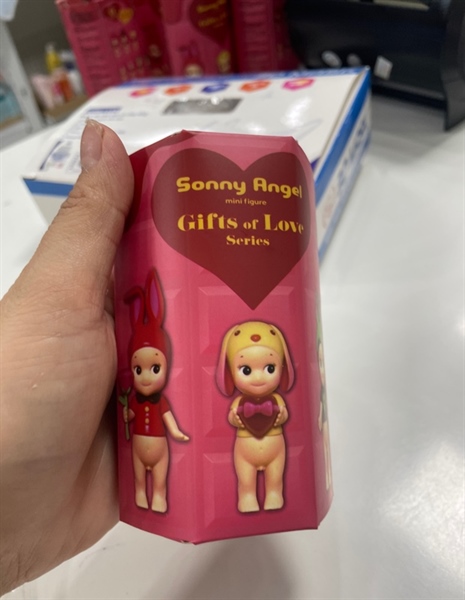 Sonny Angel
mini figure
Gifts of Love
Series